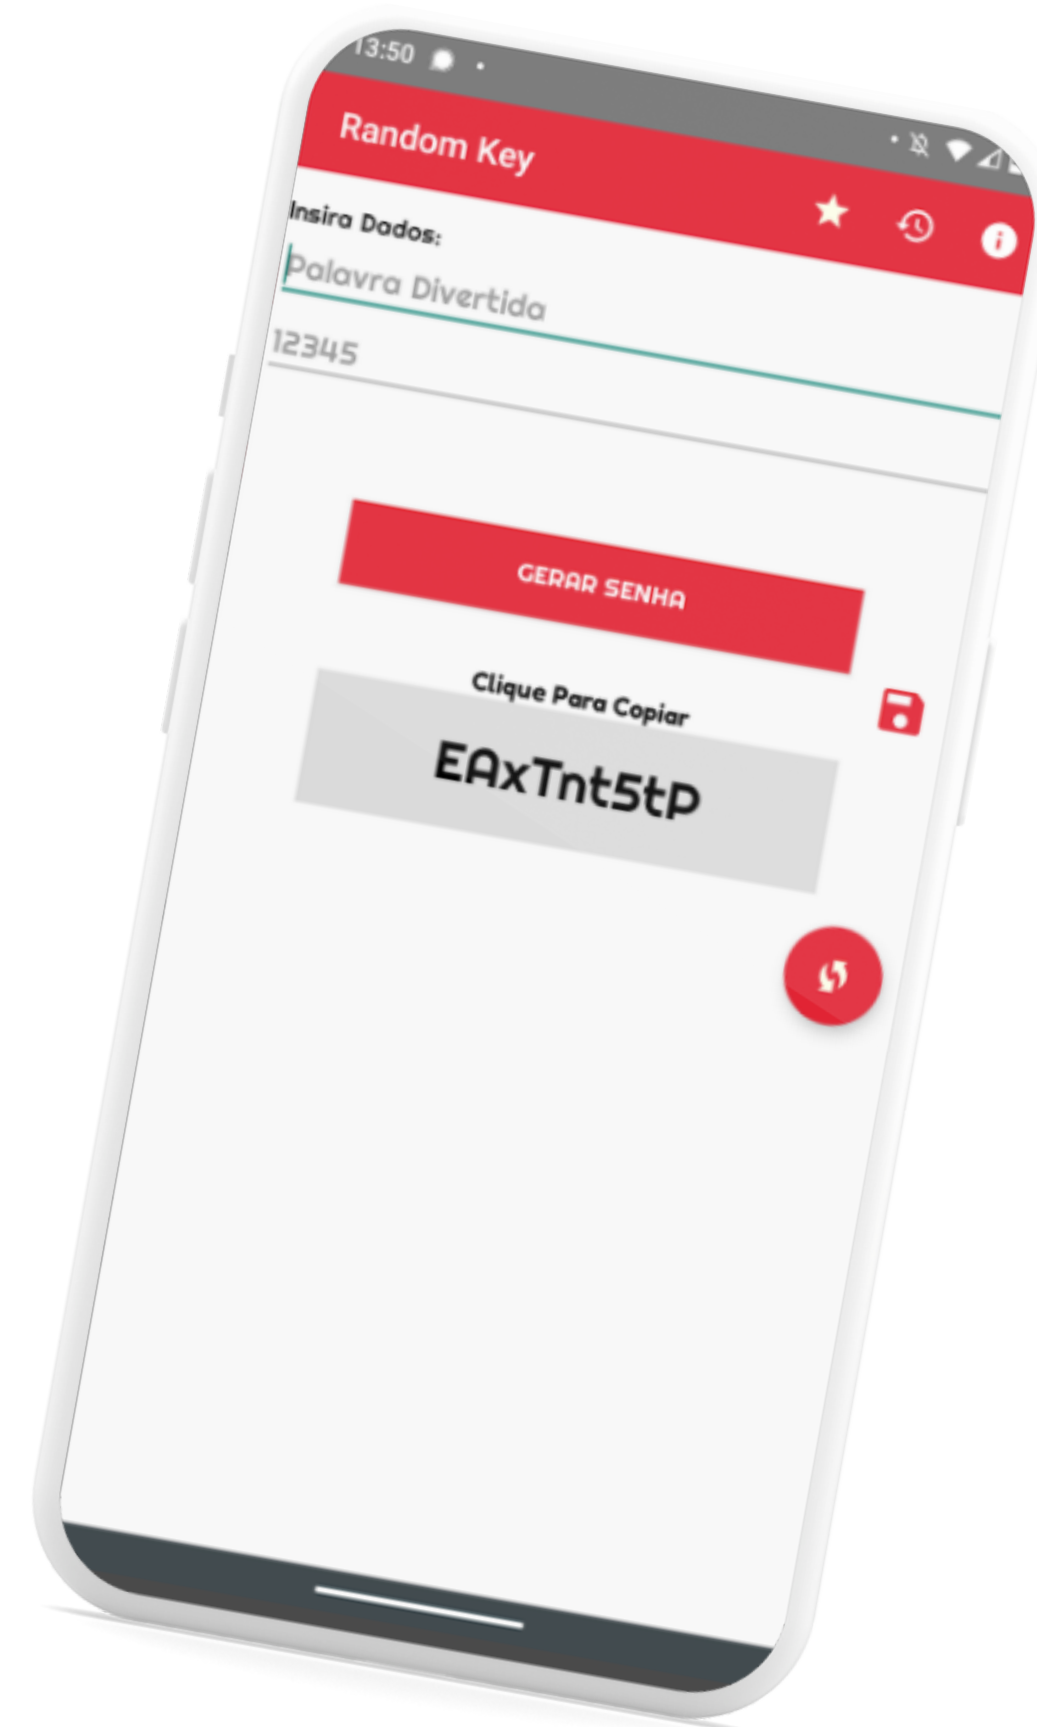 13:50
Random Key
Insira Dados:
Palavra Divertida
12345
GERAR SENHA
Clique Para Copiar
EAxTnt5tP